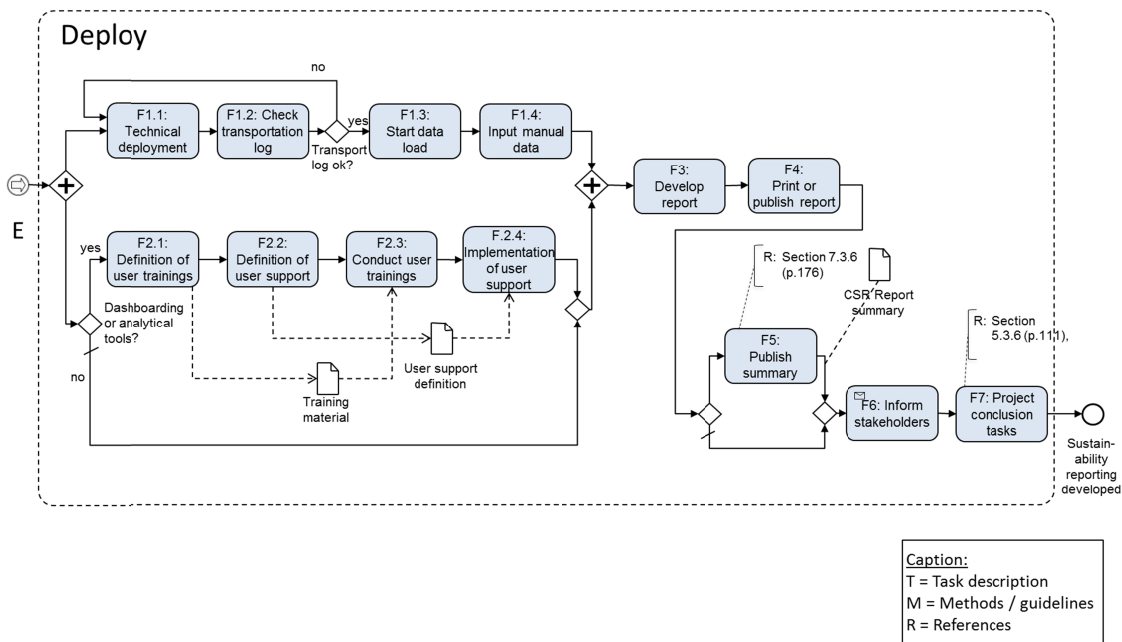 Deploy
no
F1.1:
Technical
deployment
F1.2: Check
transportation
log
yes
Transport
log ok?
F1.3:
Start data
load
F1.4:
Input manual
data
E
F3:
Develop
report
F4:
Print or
publish report
yes
F2.1:
Definition of
user trainings
F2.2:
Definition of
user support
F2.3:
Conduct user
trainings
F.2.4:
Implementation
of user
support
Dashboarding
or analytical
tools?
no
User support
definition
Training
material
R: Section 7.3.6
(p.176)
CSR Report
summary
R: Section
5.3.6 (p.111),
F5:
Publish
summary
F6: Inform
stakeholders
F7: Project
conclusion
tasks
Sustain-
ability
reporting
developed
Caption:
T = Task description
M = Methods / guidelines
R = References